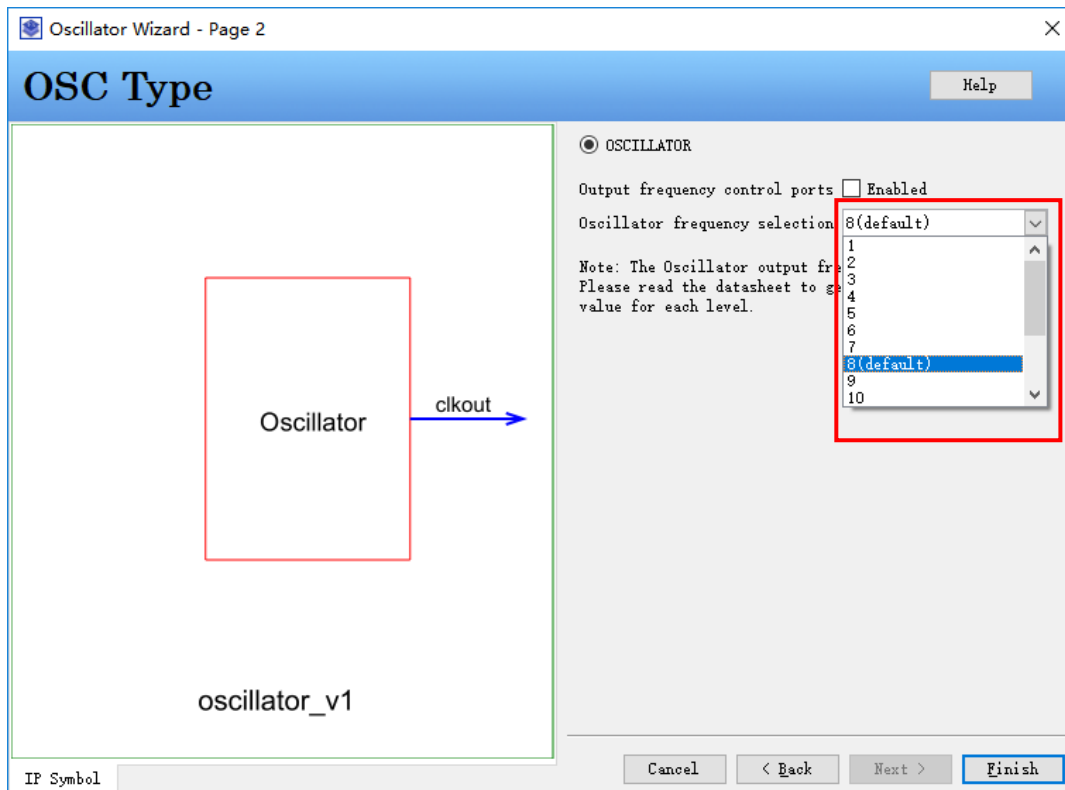 Oscillator Wizard - Page 2
OSC Type
Help
OSCILLATOR
Output frequency control ports Enabled
Oscillator frequency selection 8(default)
1
2
3
4
5
6
7
8(default)
9
10
Note: The Oscillator output fre
Please read the datasheet to ge
value for each level.
Oscillator
clkout
oscillator_v1
IP Symbol
Cancel
< Back
Next >
Finish